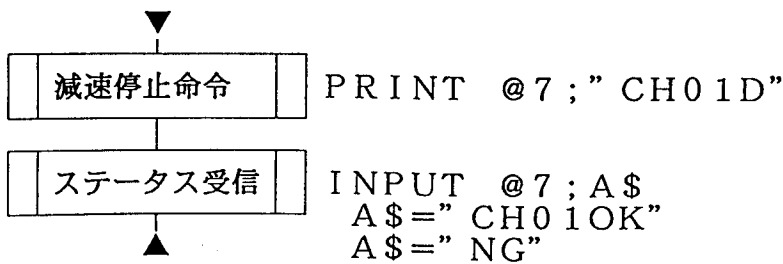 減速停止命令 PRINT @7;"CH01D"
ステータス受信 INPUT @7;A$
A$="CH01OK"
A$="NG"